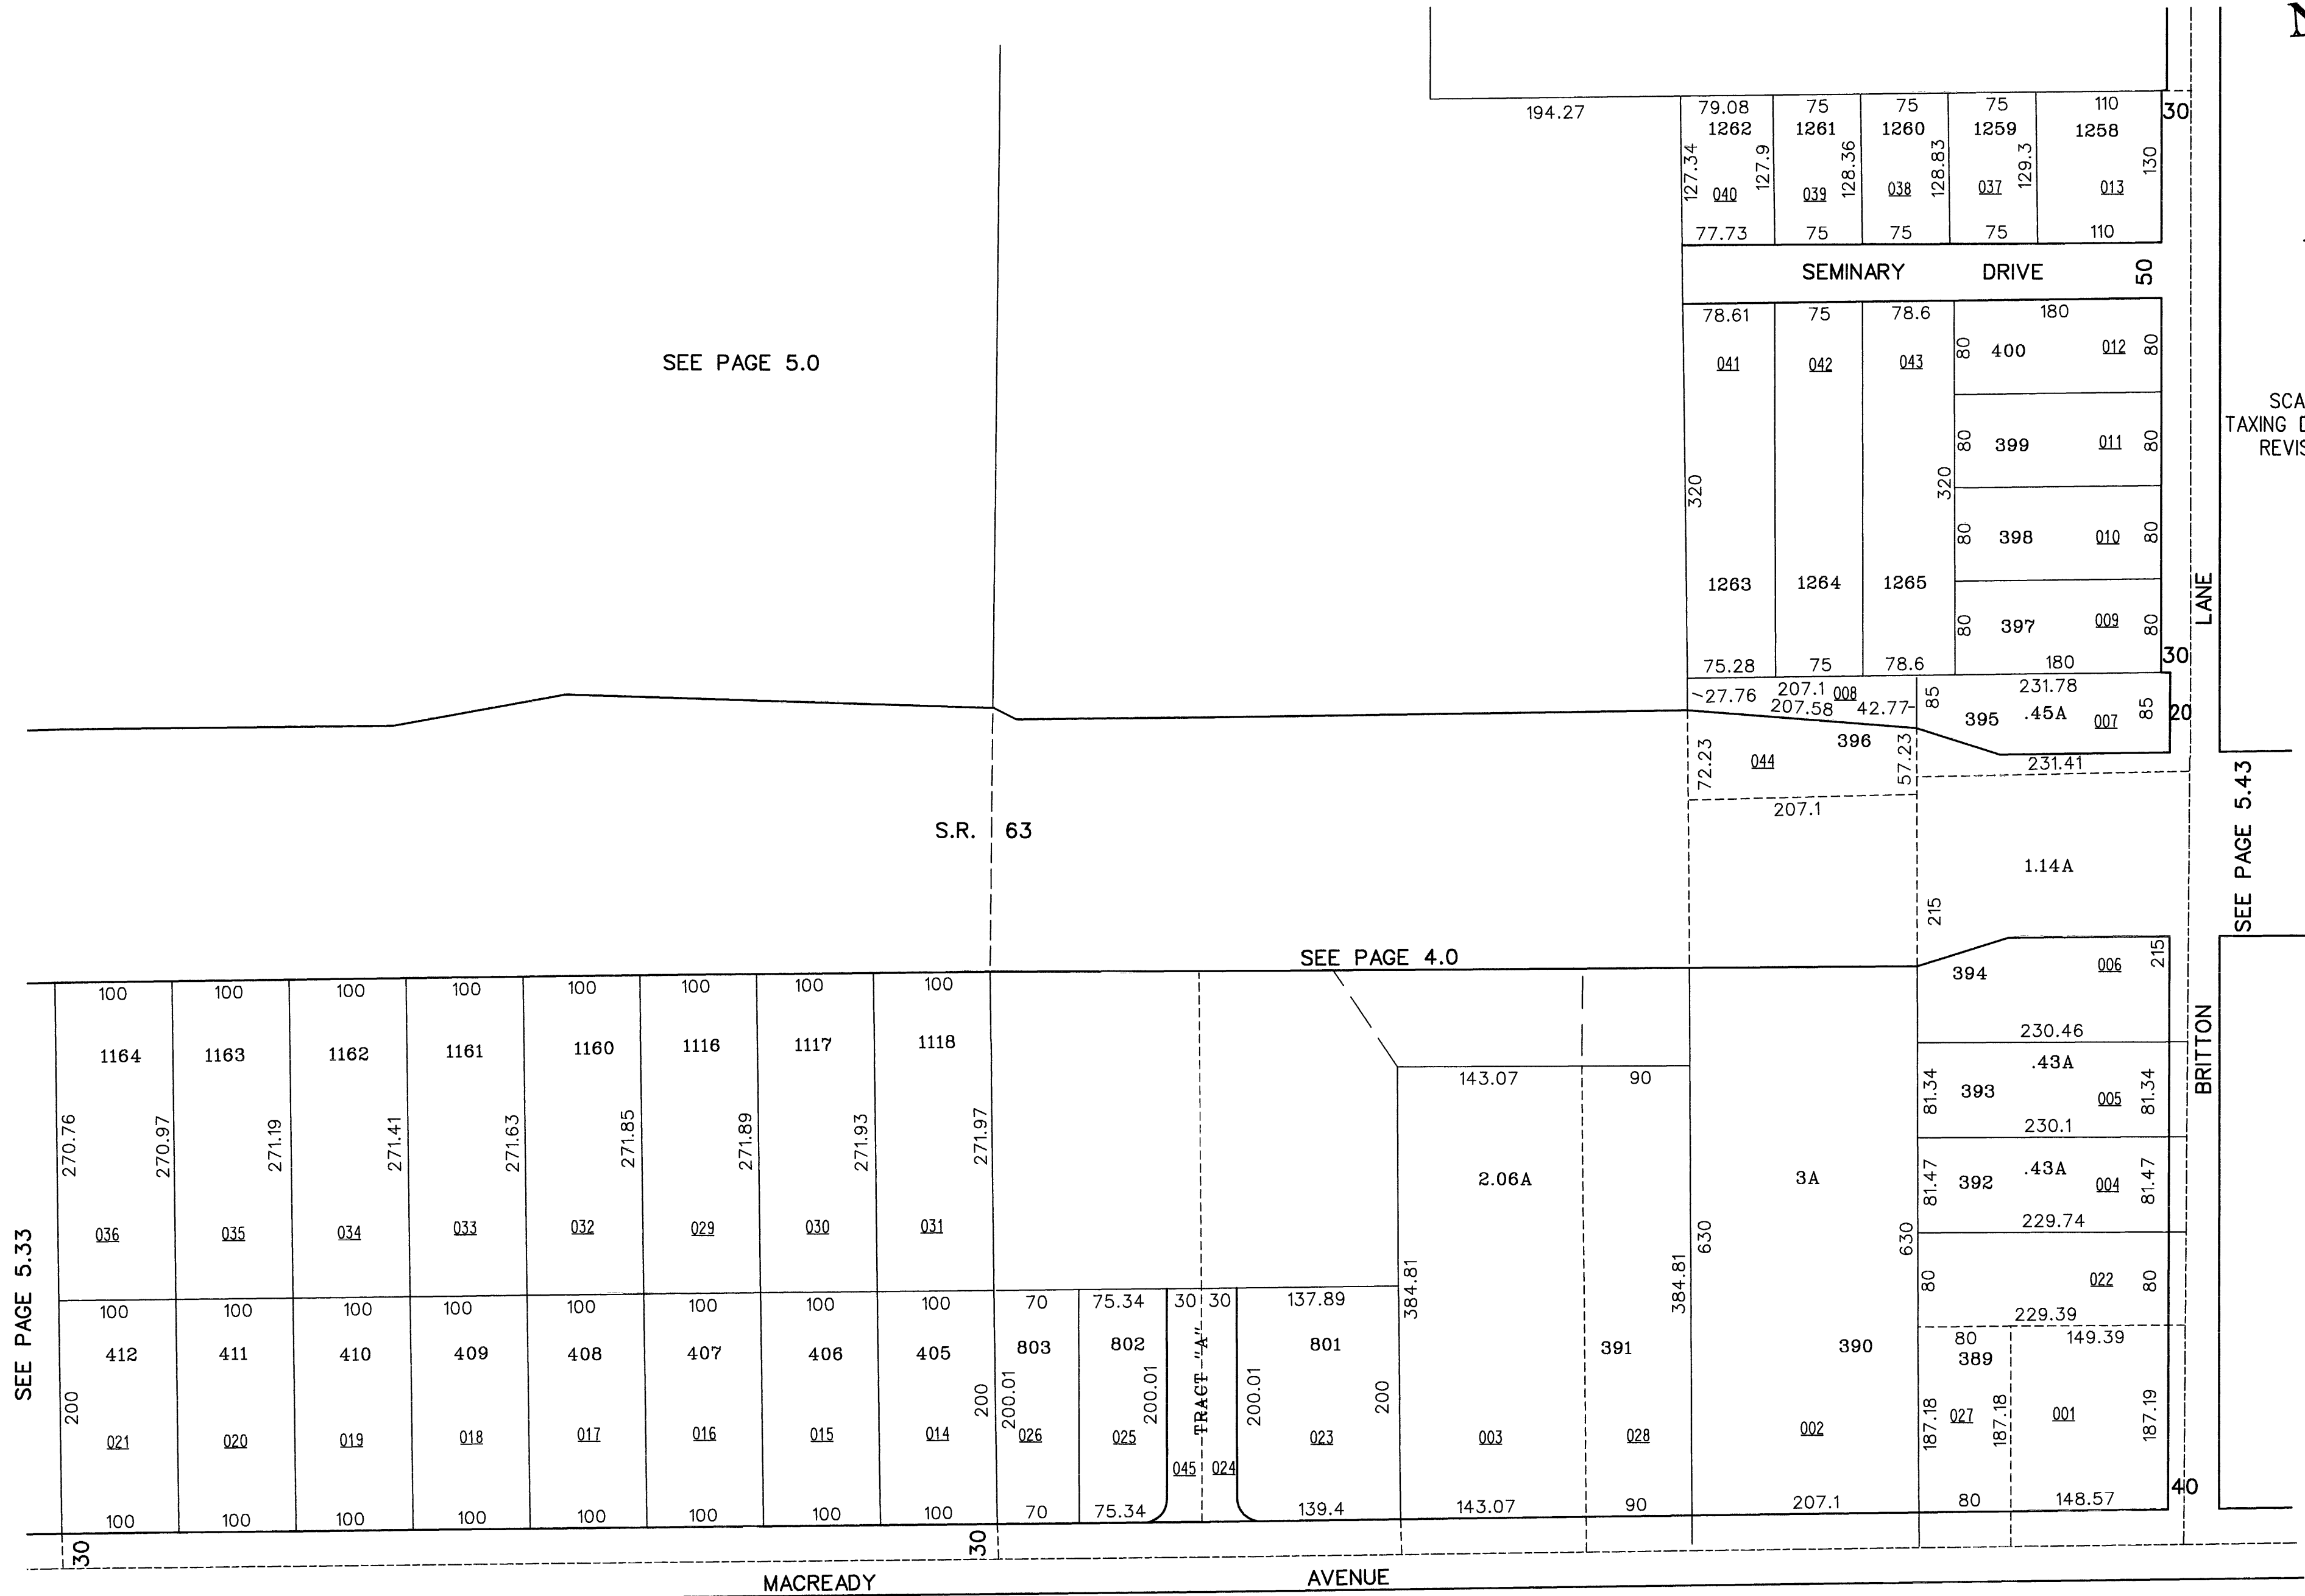 194.27
79.08 75 75 75 110
30
1262 1261 1260 1259 1258
127.34 127.9 128.36 128.83 129.3 130
040 039 038 037 013
77.73 75 75 75 110
SEMINARY DRIVE 50
78.61 75 78.6 180
SEE PAGE 5.0
041 042 043 80 400 012 80
SCA
TAXING D
REVIS
80 399 011 80
320 320
80 398 010 80
1263 1264 1265
LANE
80 397 009 80
75.28 75 78.6 180 30
27.76 207.1 008 231.78
207.58 42.77 85 395 .45A 007 85 20
396
72.23 044 57.23 231.41
207.1
S.R. 63
SEE PAGE 5.43
1.14A
215
SEE PAGE 4.0
394 006 215
230.46
100 100 100 100 100 100 100 100
1164 1163 1162 1161 1160 1116 1117 1118
BRITTON
143.07 90
.43A
81.34 393 005 81.34
230.1
270.76 270.97 271.19 271.41 271.63 271.85 271.89 271.93 271.97
2.06A 3A
.43A
81.47 392 004 81.47
229.74
036 035 034 033 032 029 030 031
630 630
384.81 384.81
80 022 80
229.39
SEE PAGE 5.33
100 100 100 100 100 100 100 100 70 75.34 30 30 137.89
80 149.39
412 411 410 409 408 407 406 405 803 802 TRACT "A" 801 391 390 389
200 200 200.01 200.01 200.01 200
187.18 187.18 187.19
021 020 019 018 017 016 015 014 026 025 023 003 028 002 027 001
045 024
40
100 100 100 100 100 100 100 100 70 75.34 139.4 143.07 90 207.1 80 148.57
30 30
MACREADY AVENUE